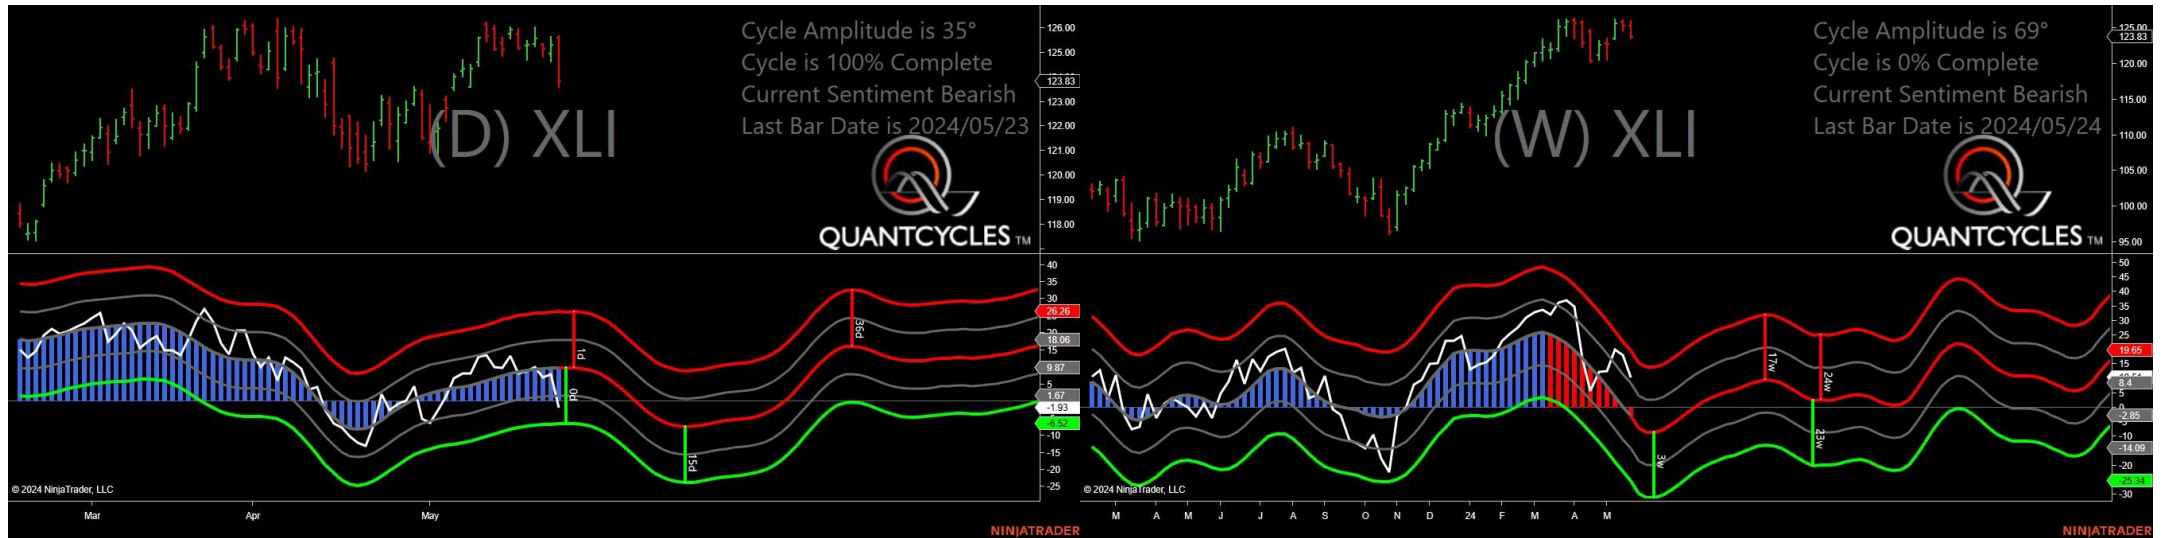 Cycle Amplitude is 35°
Cycle is 100% Complete
Current Sentiment Bearish
Last Bar Date is 2024/05/23
(D) XLI
QUANTCYCLES TM
126.00
125.00
123.83
123.00
122.00
121.00
120.00
119.00
118.00
40
35
30
26.26
20
18.06
15
9.87
5
1.67
-1.93
-6.52
-10
-15
-20
-25
1d
0d
15d
36d
© 2024 NinjaTrader, LLC
Mar Apr May
NINJATRADER
Cycle Amplitude is 69°
Cycle is 0% Complete
Current Sentiment Bearish
Last Bar Date is 2024/05/24
(W) XLI
QUANTCYCLES TM
125.00
123.83
120.00
115.00
110.00
105.00
100.00
95.00
50
45
40
35
30
25
19.65
15
8.4
5
0
-2.85
-5
-10
-14.09
-20
-25.34
-30
3w
17w
23w
24w
© 2024 NinjaTrader, LLC
M A M J J A S O N D 24 F M A M
NINJATRADER